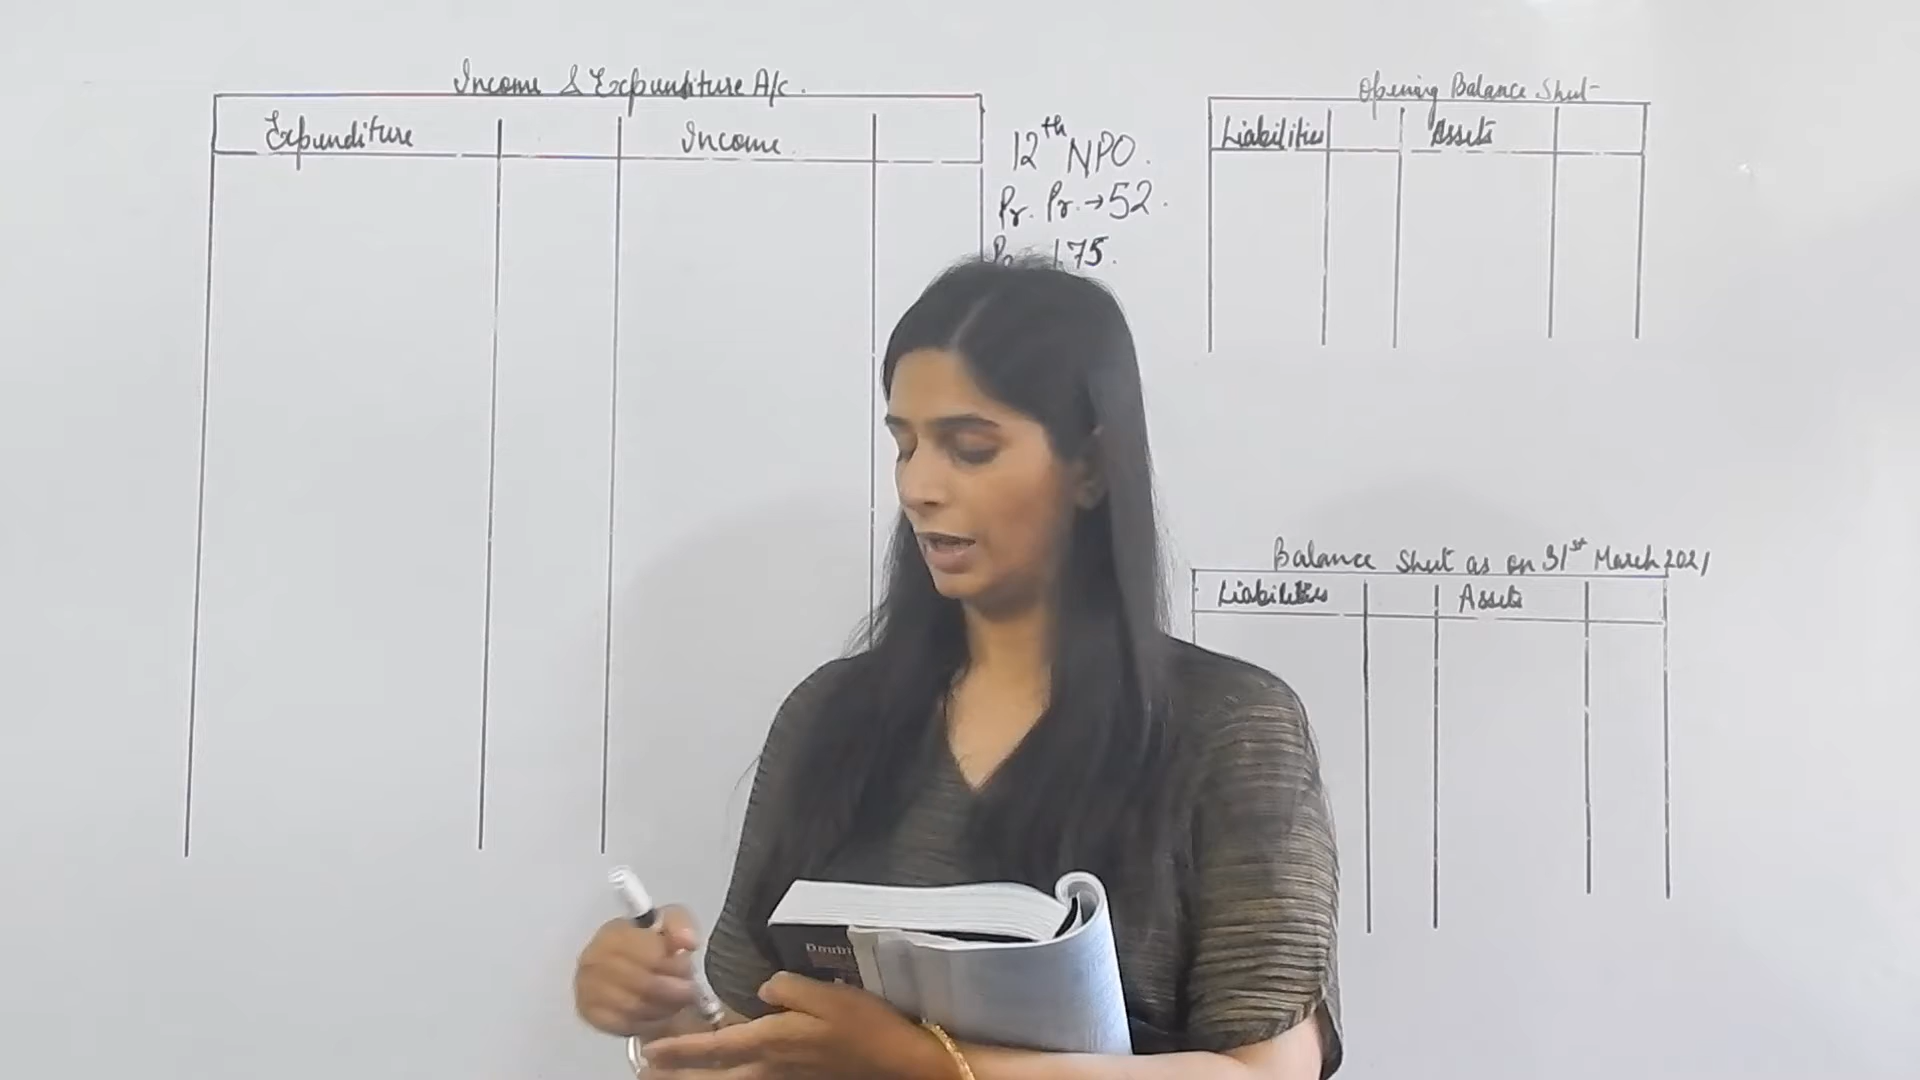 Income & Expenditure A/c.
Expenditure Income
12th NPO.
Pr. Pr. → 52.
75.
Opening Balance Sheet
Liabilities Assets
Balance Sheet as on 31st March 2021
Liabilities Assets